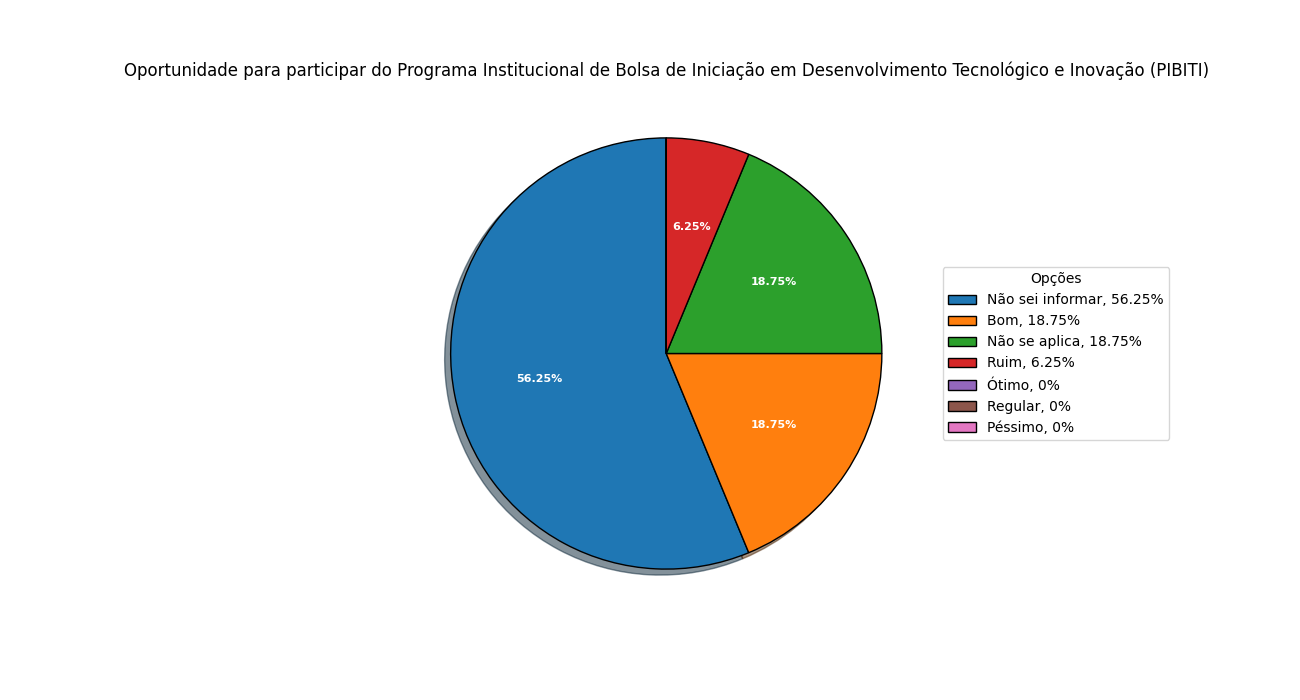 Oportunidade para participar do Programa Institucional de Bolsa de Iniciação em Desenvolvimento Tecnológico e Inovação (PIBITI)
6.25%
18.75%
56.25%
18.75%
Opções
Não sei informar, 56.25%
Bom, 18.75%
Não se aplica, 18.75%
Ruim, 6.25%
Ótimo, 0%
Regular, 0%
Péssimo, 0%